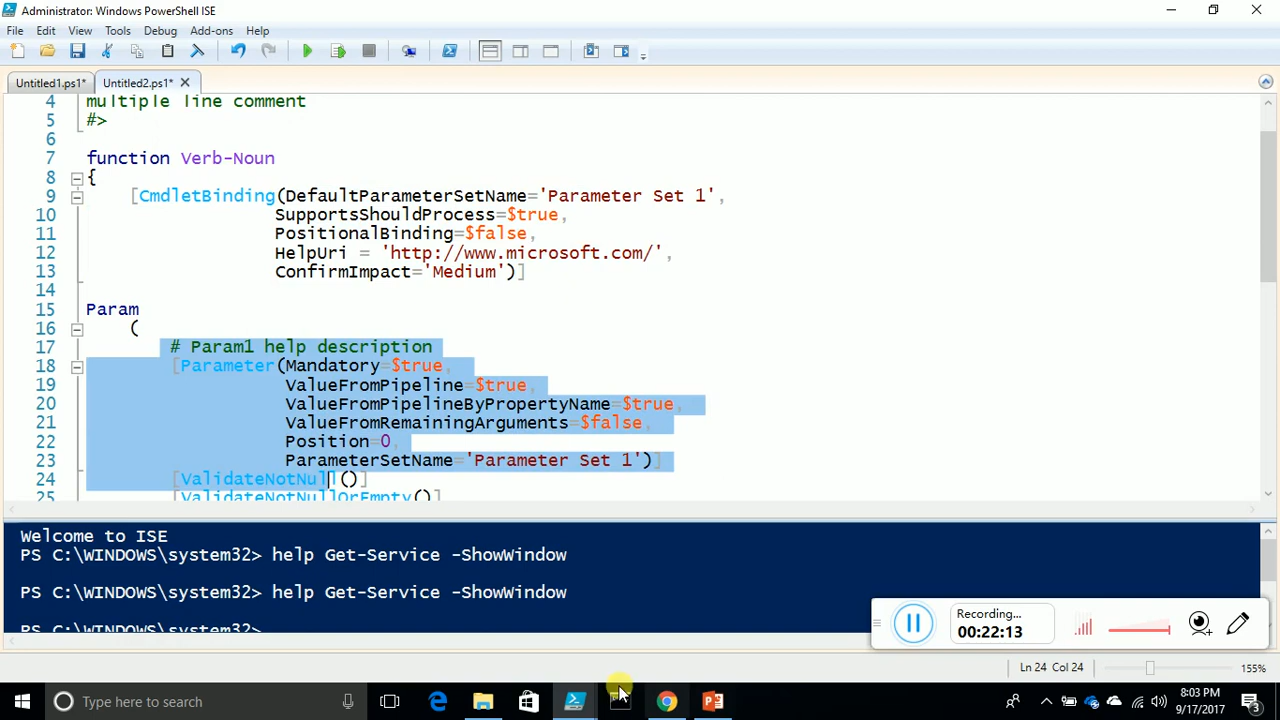 Administrator: Windows PowerShell ISE
File Edit View Tools Debug Add-ons Help
Untitled1.ps1* Untitled2.ps1*
4 multiple line comment
5 #>
6
7 function Verb-Noun
8 {
9 [CmdletBinding(DefaultParameterSetName='Parameter Set 1',
10 SupportsShouldProcess=$true,
11 PositionalBinding=$false,
12 HelpUri = 'http://www.microsoft.com/',
13 ConfirmImpact='Medium')]
14
15 Param
16 (
17 # Param1 help description
18 [Parameter(Mandatory=$true,
19 ValueFromPipeline=$true,
20 ValueFromPipelineByPropertyName=$true,
21 ValueFromRemainingArguments=$false,
22 Position=0,
23 ParameterSetName='Parameter Set 1')]
24 [ValidateNotNull()]
25 [ValidateNotNullOrEmpty()]
Welcome to ISE
PS C:\WINDOWS\system32> help Get-Service -ShowWindow
PS C:\WINDOWS\system32> help Get-Service -ShowWindow
PS C:\WINDOWS\system32>
Recording...
00:22:13
Ln 24 Col 24
155%
Type here to search
8:03 PM
9/17/2017
3